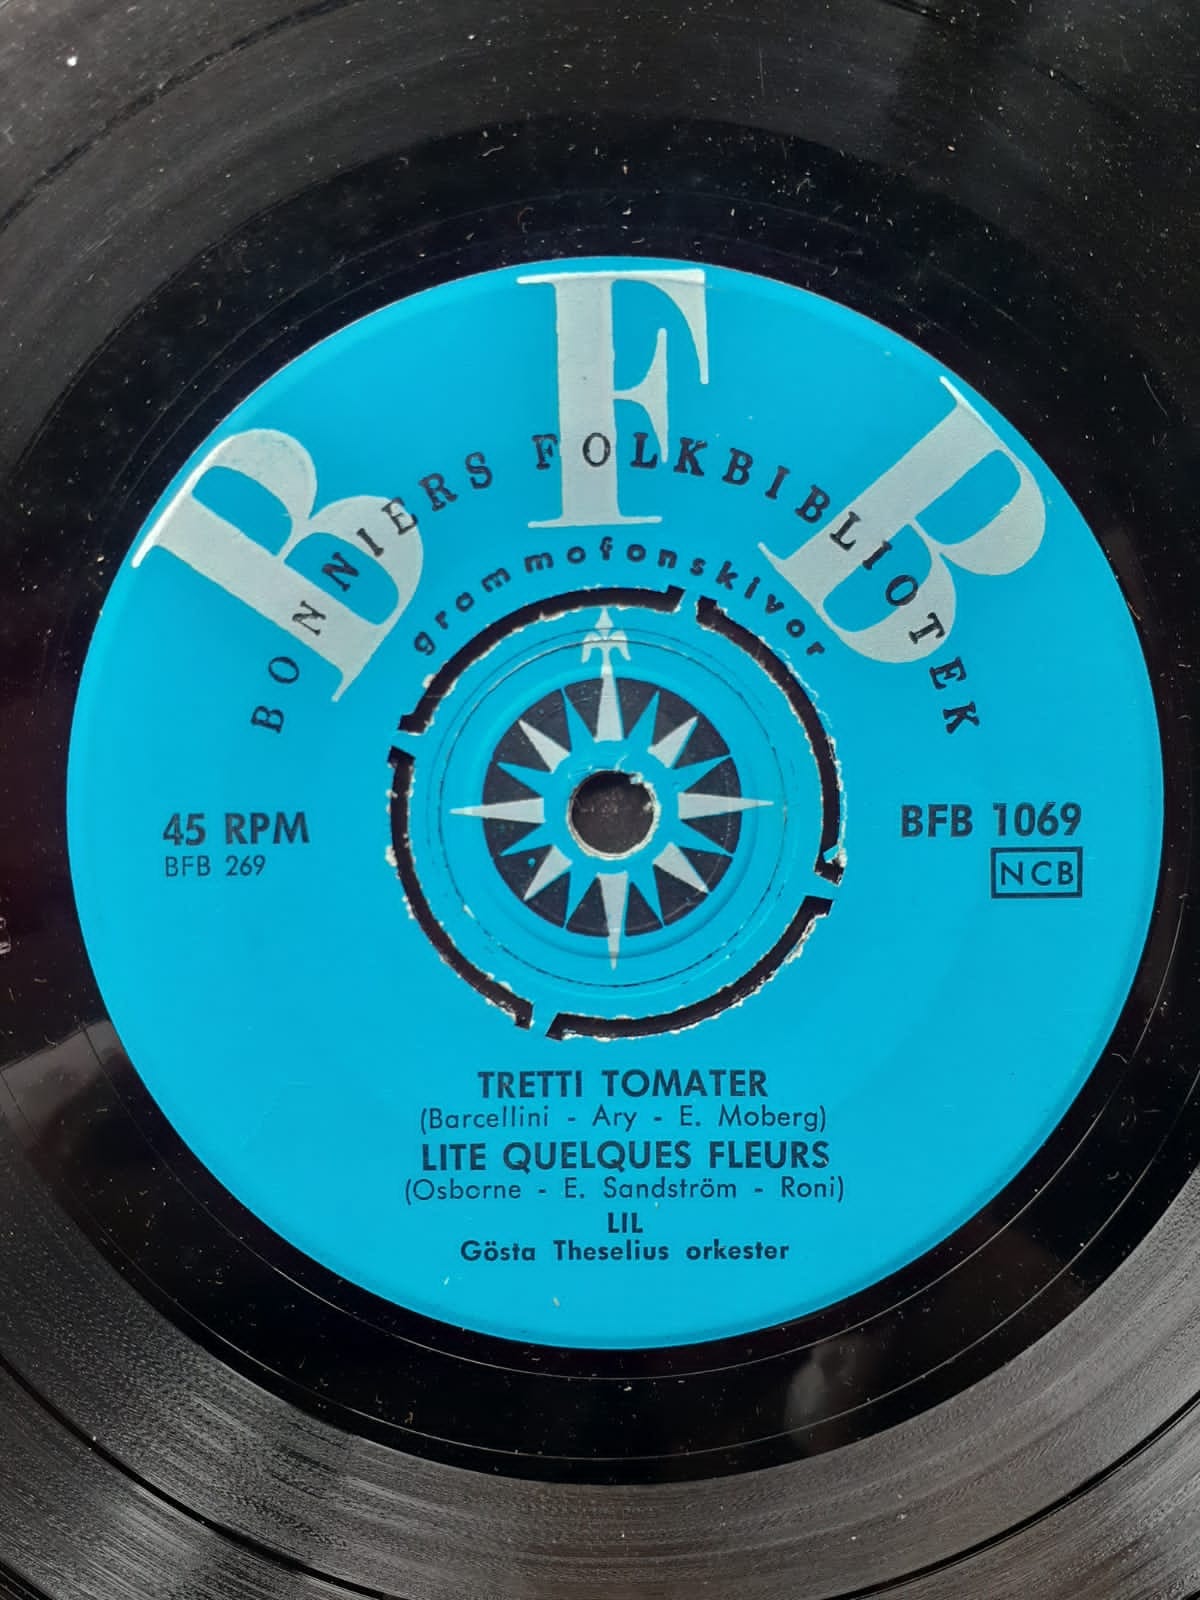 BFB
BONNIERS FOLKBIBLIOTEK
grammofonskivor
45 RPM
BFB 269
BFB 1069
NCB
TRETTI TOMATER
(Barcellini - Ary - E. Moberg)
LITE QUELQUES FLEURS
(Osborne - E. Sandström - Roni)
LIL
Gösta Theselius orkester